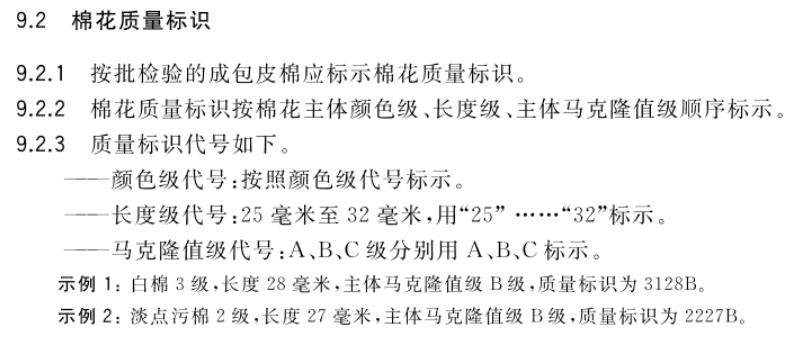 9.2 棉花质量标识
9.2.1 按批检验的成包皮棉应标示棉花质量标识。
9.2.2 棉花质量标识按棉花主体颜色级、长度级、主体马克隆值级顺序标示。
9.2.3 质量标识代号如下。
——颜色级代号:按照颜色级代号标示。
——长度级代号:25 毫米至 32 毫米,用“25” ……“32”标示。
——马克隆值级代号:A、B、C 级分别用 A、B、C 标示。
示例 1: 白棉 3 级,长度 28 毫米,主体马克隆值级 B 级,质量标识为 3128B。
示例 2: 淡点污棉 2 级,长度 27 毫米,主体马克隆值级 B 级,质量标识为 2227B。